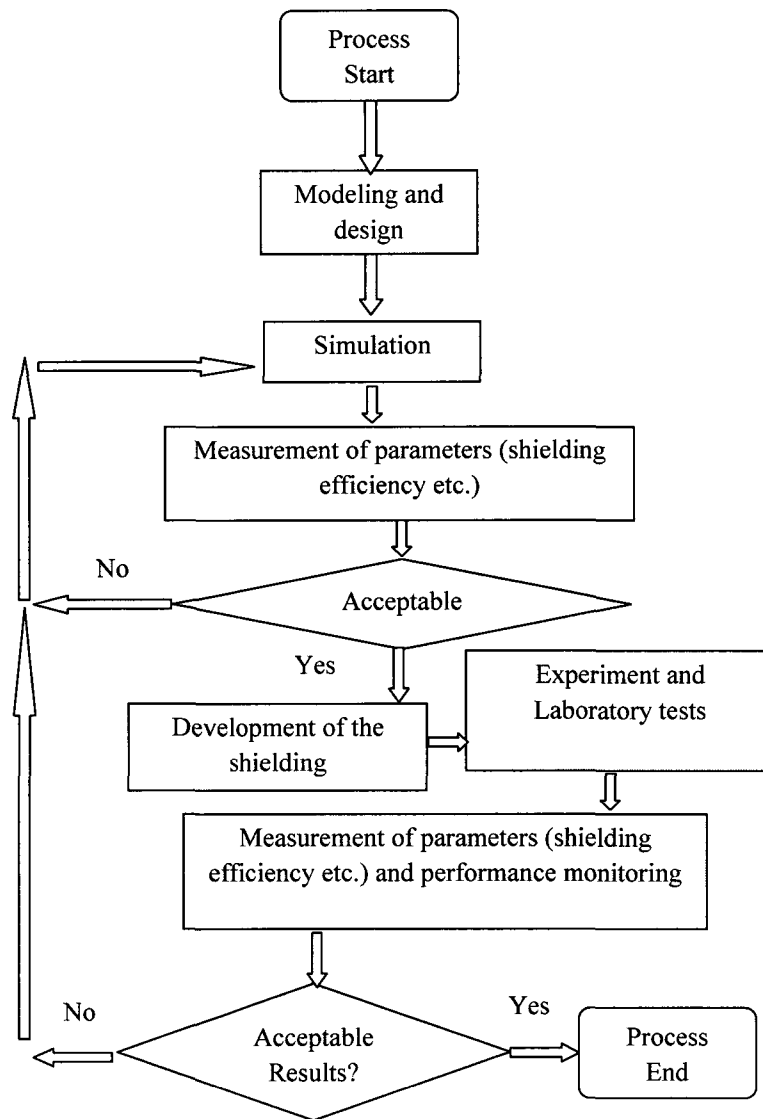 Process
Start
Modeling and
design
Simulation
Measurement of parameters (shielding
efficiency etc.)
No
Acceptable
Yes
Experiment and
Laboratory tests
Development of the
shielding
Measurement of parameters (shielding
efficiency etc.) and performance monitoring
No
Yes
Acceptable
Results?
Process
End